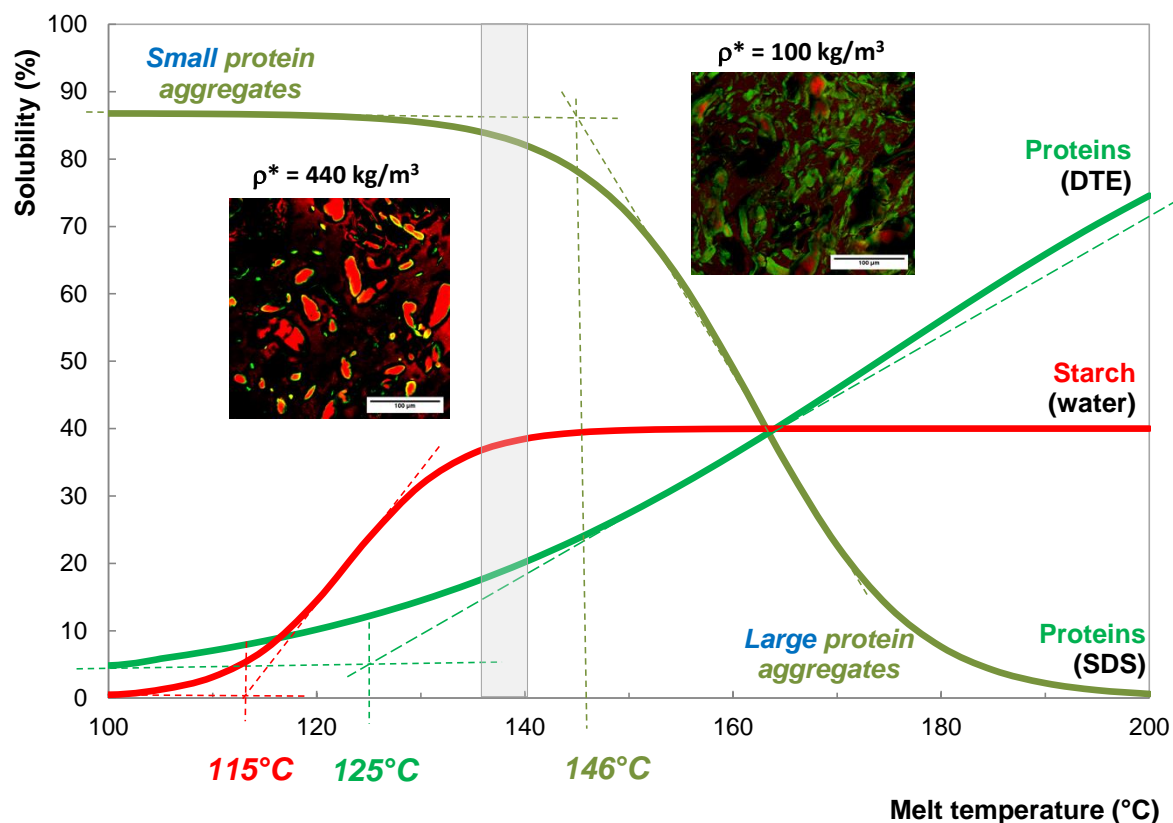 100
90
80
70
60
50
40
30
20
10
0
Solubility (%)
Small protein
aggregates
ρ* = 440 kg/m³
100 µm
ρ* = 100 kg/m³
100 µm
Proteins
(DTE)
Starch
(water)
Large protein
aggregates
Proteins
(SDS)
100 120 140 160 180 200
115°C 125°C 146°C
Melt temperature (°C)